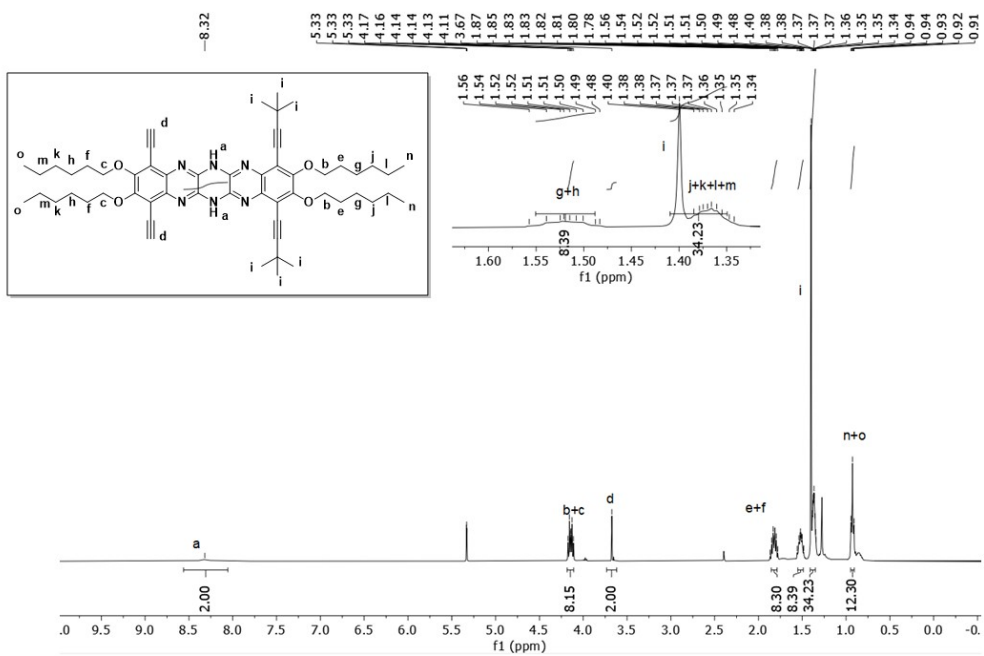 8.32
5.33
5.33
5.33
4.17
4.16
4.14
4.14
4.13
4.11
3.67
1.87
1.85
1.83
1.83
1.82
1.81
1.80
1.78
1.56
1.54
1.52
1.52
1.51
1.51
1.50
1.49
1.48
1.40
1.38
1.38
1.37
1.37
1.37
1.36
1.35
1.35
1.34
0.94
0.94
0.93
0.92
0.91
i
i i
d
H
a
o m k h f c O N N N O b e g j n
l
o m k h f c O N N N O b e g j n
l
H
a
d
i i
i
1.56
1.54
1.52
1.52
1.51
1.51
1.50
1.49
1.48
1.40
1.38
1.38
1.37
1.37
1.37
1.36
1.35
1.35
1.34
i
g+h
j+k+l+m
8.39
34.23
1.60 1.55 1.50 1.45 1.40 1.35
f1 (ppm)
i
n+o
a
b+c
d
e+f
2.00
8.15
2.00
8.30
8.39
34.23
12.30
.0 9.5 9.0 8.5 8.0 7.5 7.0 6.5 6.0 5.5 5.0 4.5 4.0 3.5 3.0 2.5 2.0 1.5 1.0 0.5 0.0 -0.
f1 (ppm)